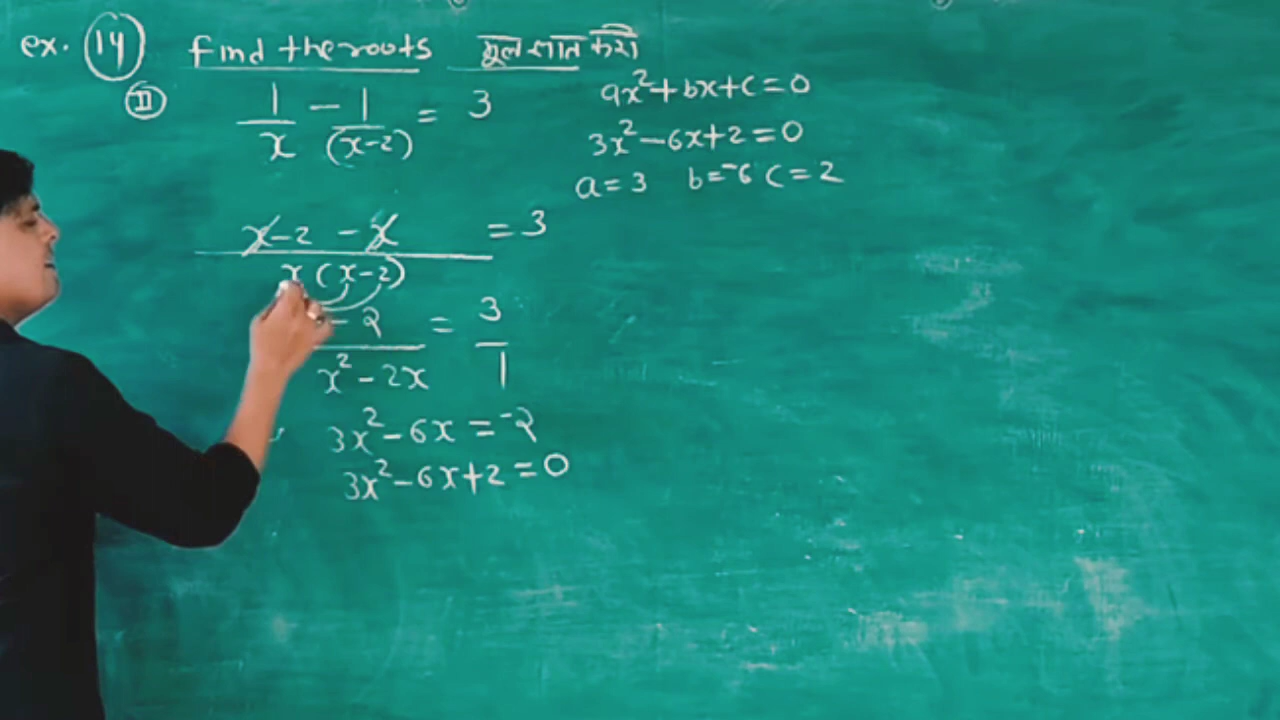 ex. 14 find the roots मूल ज्ञात करो
II 1/x - 1/(x-2) = 3
ax²+bx+c=0
3x²-6x+2=0
a=3 b=-6 c=2
x-2 - x / x(x-2) = 3
-2 / x²-2x = 3/1
3x²-6x=-2
3x²-6x+2=0